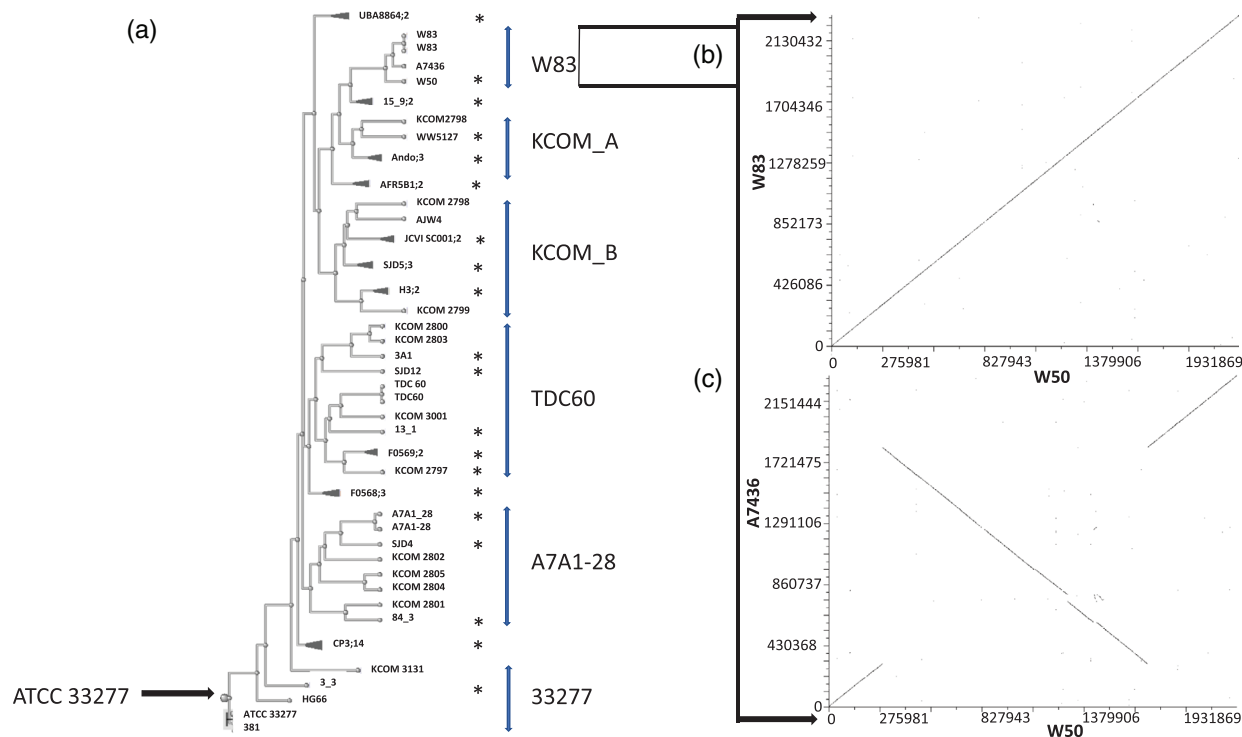 (a)
UBA8864;2 *
W83
W83
A7436
W50 *
15_9;2 *
W83
KCOM2798
WW5127 *
Ando;3 *
AFR5B1;2 *
KCOM_A
KCOM 2798
AJW4
JCVI SC001;2 *
SJD5;3 *
H3;2 *
KCOM 2799
KCOM_B
KCOM 2800
KCOM 2803
3A1 *
SJD12 *
TDC 60
TDC60
KCOM 3001
13_1 *
F0569;2 *
KCOM 2797 *
TDC60
F0568;3 *
A7A1_28 *
A7A1-28
SJD4 *
KCOM 2802
KCOM 2805
KCOM 2804
KCOM 2801
84_3 *
A7A1-28
CP3;14 *
KCOM 3131
3_3 *
HG66
ATCC 33277
381
33277
ATCC 33277
(b)
W83
2130432
1704346
1278259
852173
426086
0
0 275981 827943 1379906 1931869
W50
(c)
A7436
2151444
1721475
1291106
860737
430368
0
0 275981 827943 1379906 1931869
W50